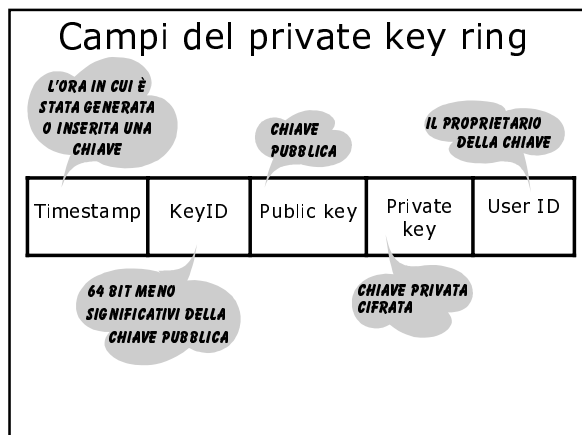 Campi del private key ring
L'ORA IN CUI È
STATA GENERATA
O INSERITA UNA
CHIAVE
CHIAVE
PUBBLICA
IL PROPRIETARIO
DELLA CHIAVE
Timestamp
KeyID
Public key
Private
key
User ID
64 BIT MENO
SIGNIFICATIVI DELLA
CHIAVE PUBBLICA
CHIAVE PRIVATA
CIFRATA